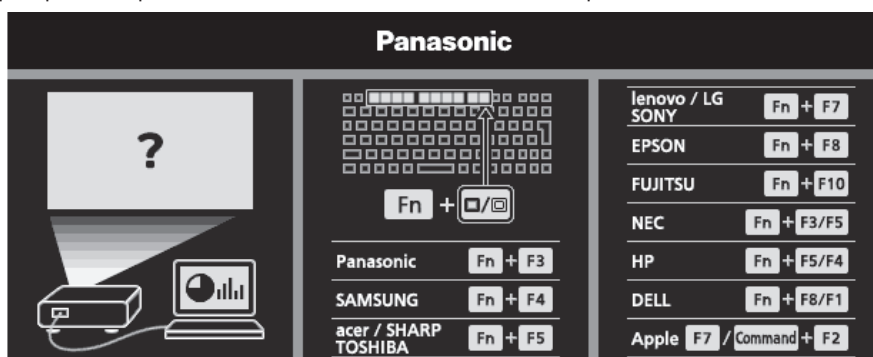 Panasonic
?
Fn + □/回
Panasonic Fn + F3
SAMSUNG Fn + F4
acer / SHARP
TOSHIBA Fn + F5
lenovo / LG
SONY Fn + F7
EPSON Fn + F8
FUJITSU Fn + F10
NEC Fn + F3/F5
HP Fn + F5/F4
DELL Fn + F8/F1
Apple F7 / Command + F2